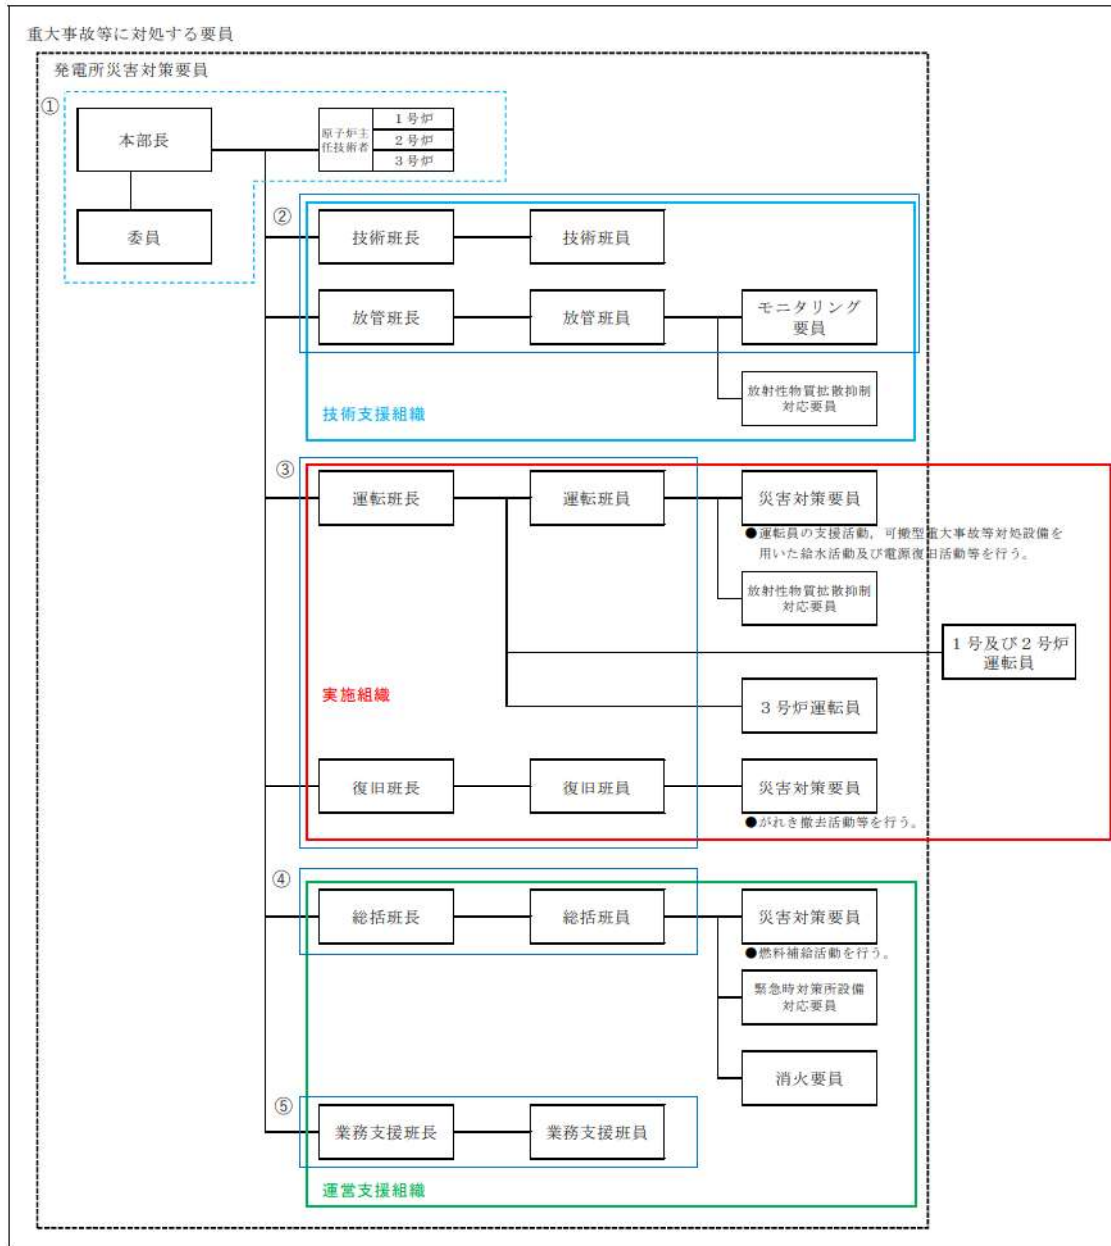 重大事故等に対処する要員
発電所災害対策要員
①
本部長
原子炉主
任技術者
1号炉
2号炉
3号炉
委員
②
技術班長
技術班員
放管班長
放管班員
モニタリング
要員
放射性物質拡散抑制
対応要員
技術支援組織
③
運転班長
運転班員
災害対策要員
●運転員の支援活動,可搬型重大事故等対処設備を
用いた給水活動及び電源復旧活動等を行う。
放射性物質拡散抑制
対応要員
1号及び2号炉
運転員
実施組織
3号炉運転員
復旧班長
復旧班員
災害対策要員
●がれき撤去活動等を行う。
④
総括班長
総括班員
災害対策要員
●燃料補給活動を行う。
緊急時対策所設備
対応要員
消火要員
⑤
業務支援班長
業務支援班員
運営支援組織